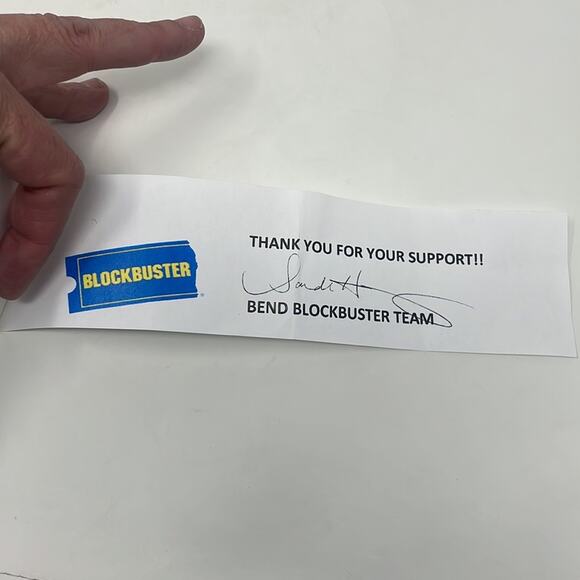 BLOCKBUSTER
THANK YOU FOR YOUR SUPPORT!!
BEND BLOCKBUSTER TEAM